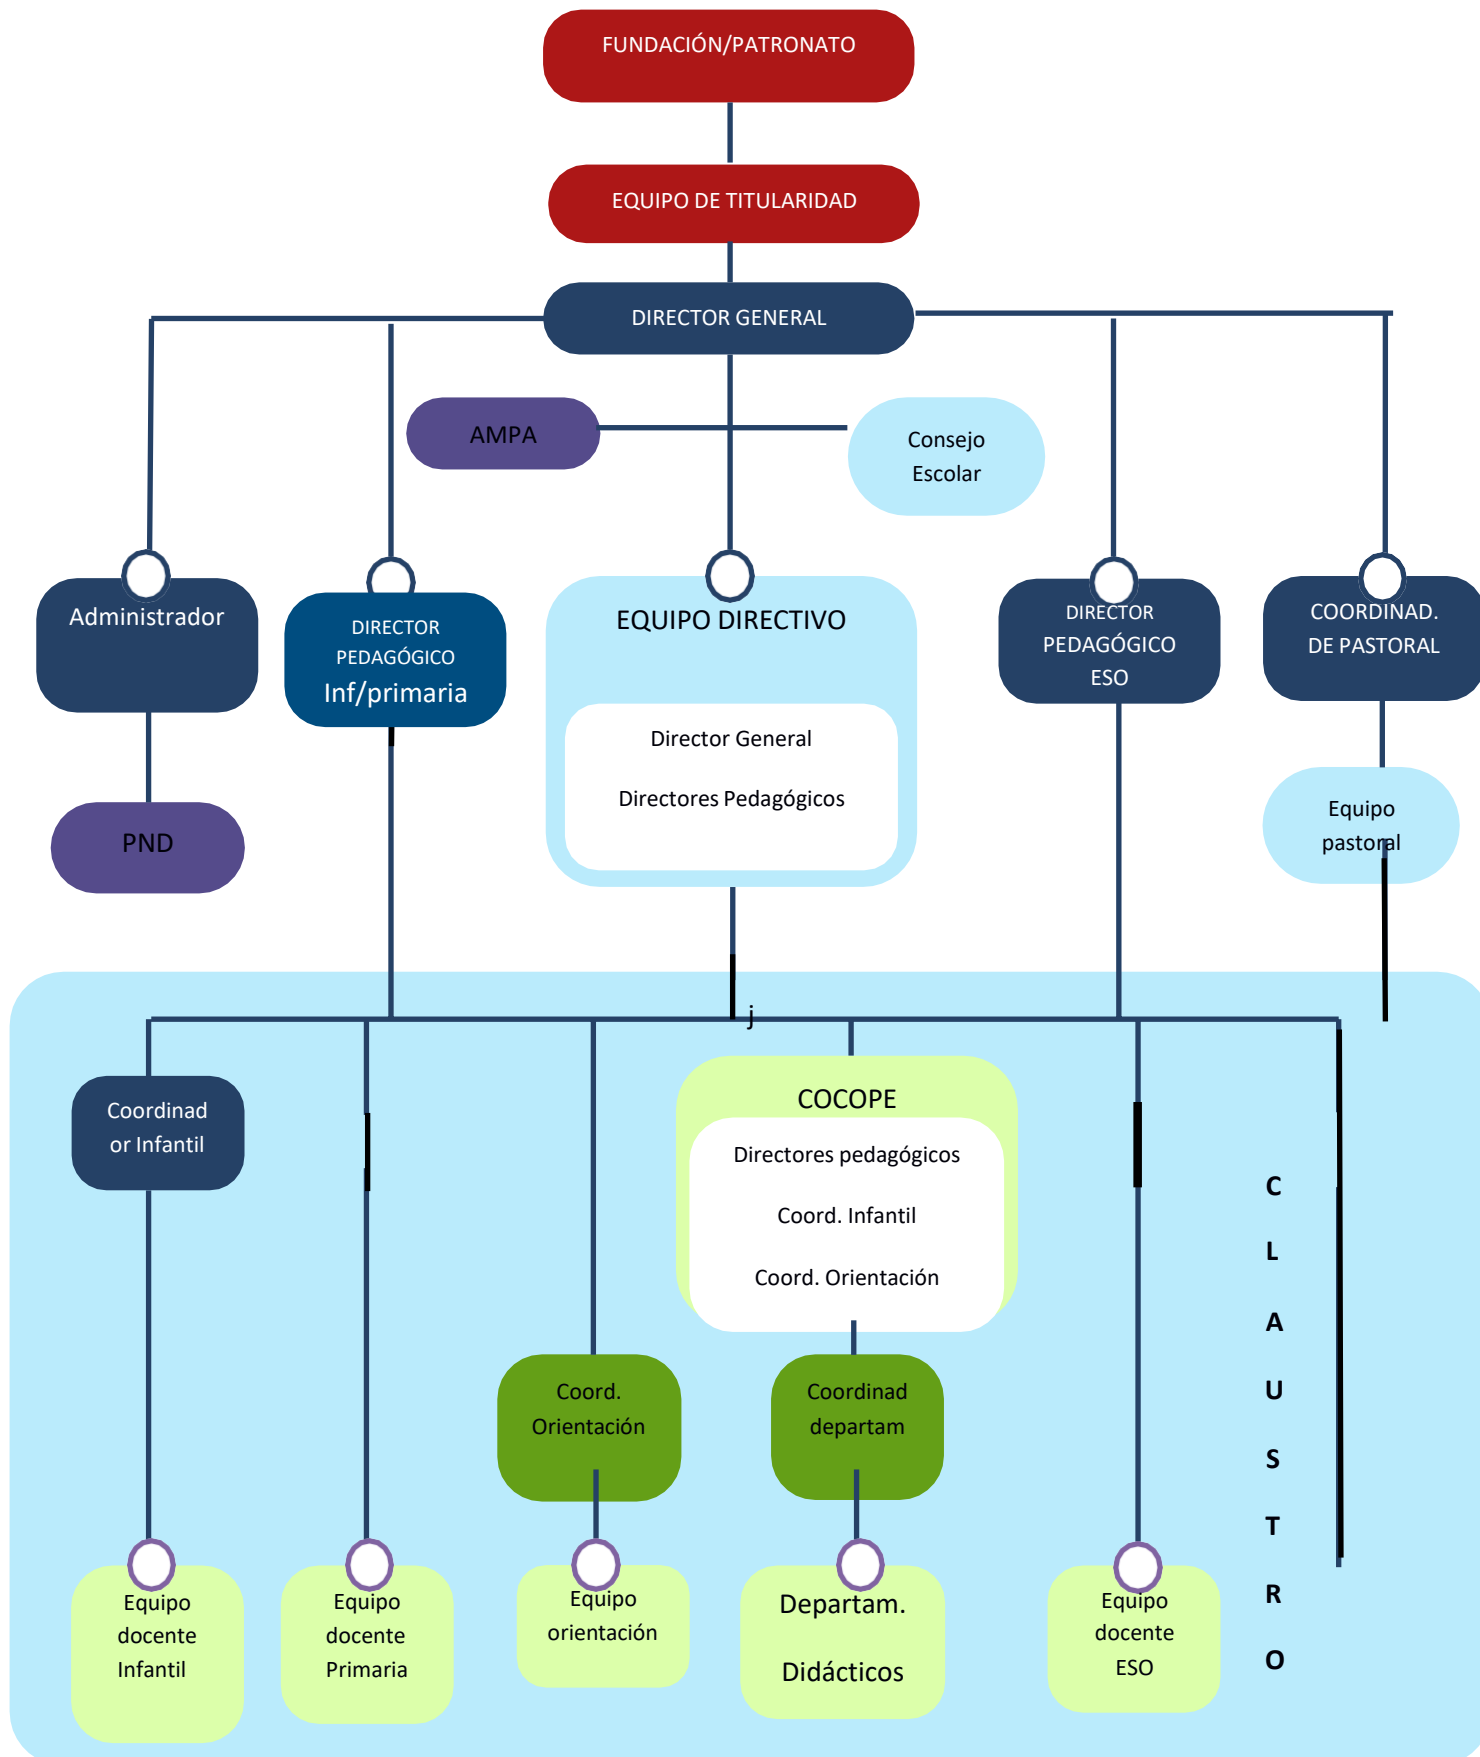 FUNDACIÓN/PATRONATO
EQUIPO DE TITULARIDAD
DIRECTOR GENERAL
AMPA
Consejo
Escolar
Administrador
DIRECTOR
PEDAGÓGICO
Inf/primaria
EQUIPO DIRECTIVO
Director General
Directores Pedagógicos
DIRECTOR
PEDAGÓGICO
ESO
COORDINAD.
DE PASTORAL
PND
Equipo
pastoral
j
Coordinad
or Infantil
COCOPE
Directores pedagógicos
Coord. Infantil
Coord. Orientación
Coord.
Orientación
Coordinad
departam
Equipo
docente
Infantil
Equipo
docente
Primaria
Equipo
orientación
Departam.
Didácticos
Equipo
docente
ESO
C
L
A
U
S
T
R
O